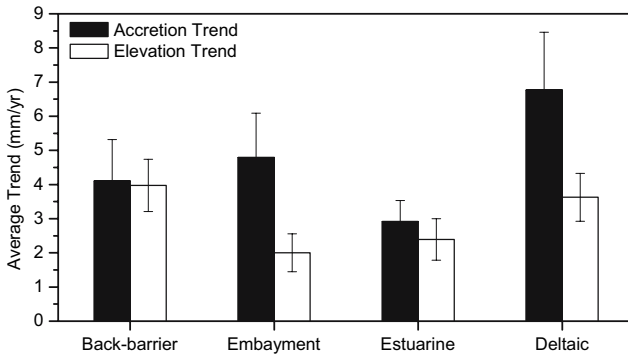 9
8
7
6
5
4
3
2
1
0
Average Trend (mm/yr)
Accretion Trend
Elevation Trend
Back-barrier Embayment Estuarine Deltaic